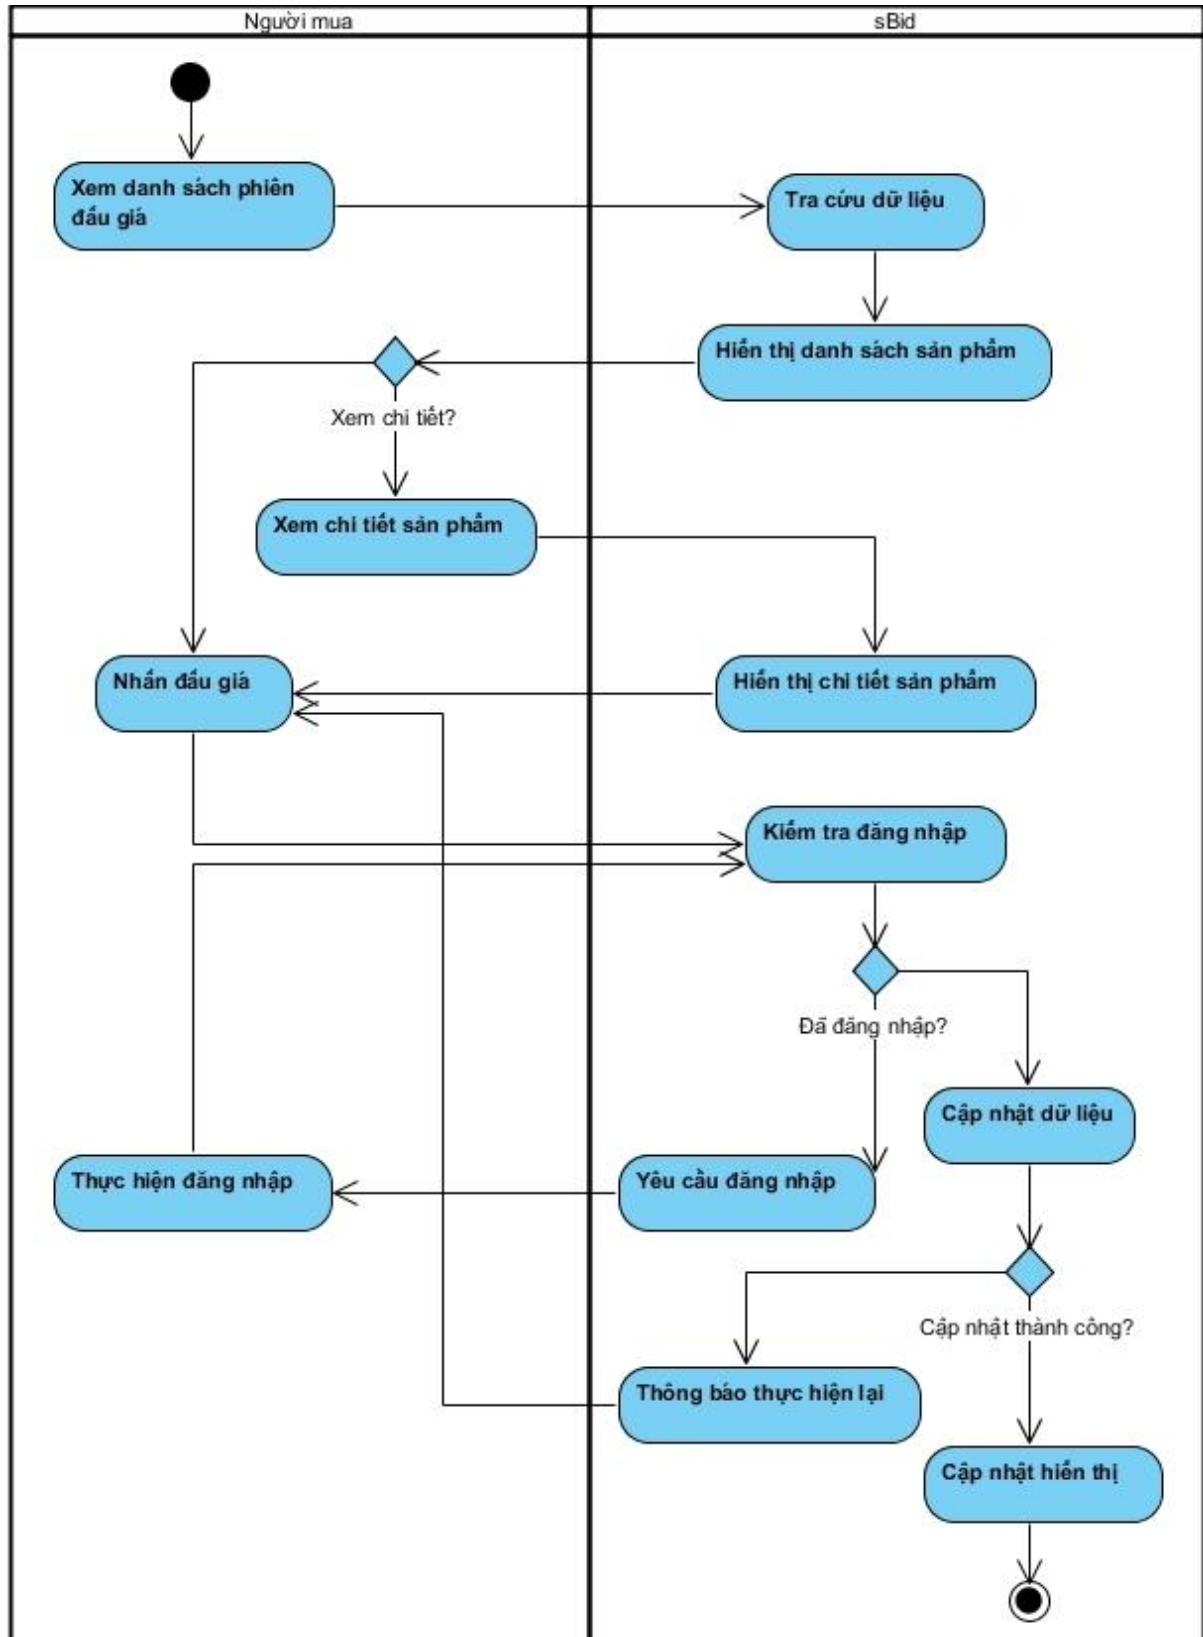 Người mua
sBid
Xem danh sách phiên
đấu giá
Tra cứu dữ liệu
Hiển thị danh sách sản phẩm
Xem chi tiết?
Xem chi tiết sản phẩm
Nhấn đấu giá
Hiển thị chi tiết sản phẩm
Kiểm tra đăng nhập
Đã đăng nhập?
Cập nhật dữ liệu
Thực hiện đăng nhập
Yêu cầu đăng nhập
Cập nhật thành công?
Thông báo thực hiện lại
Cập nhật hiển thị